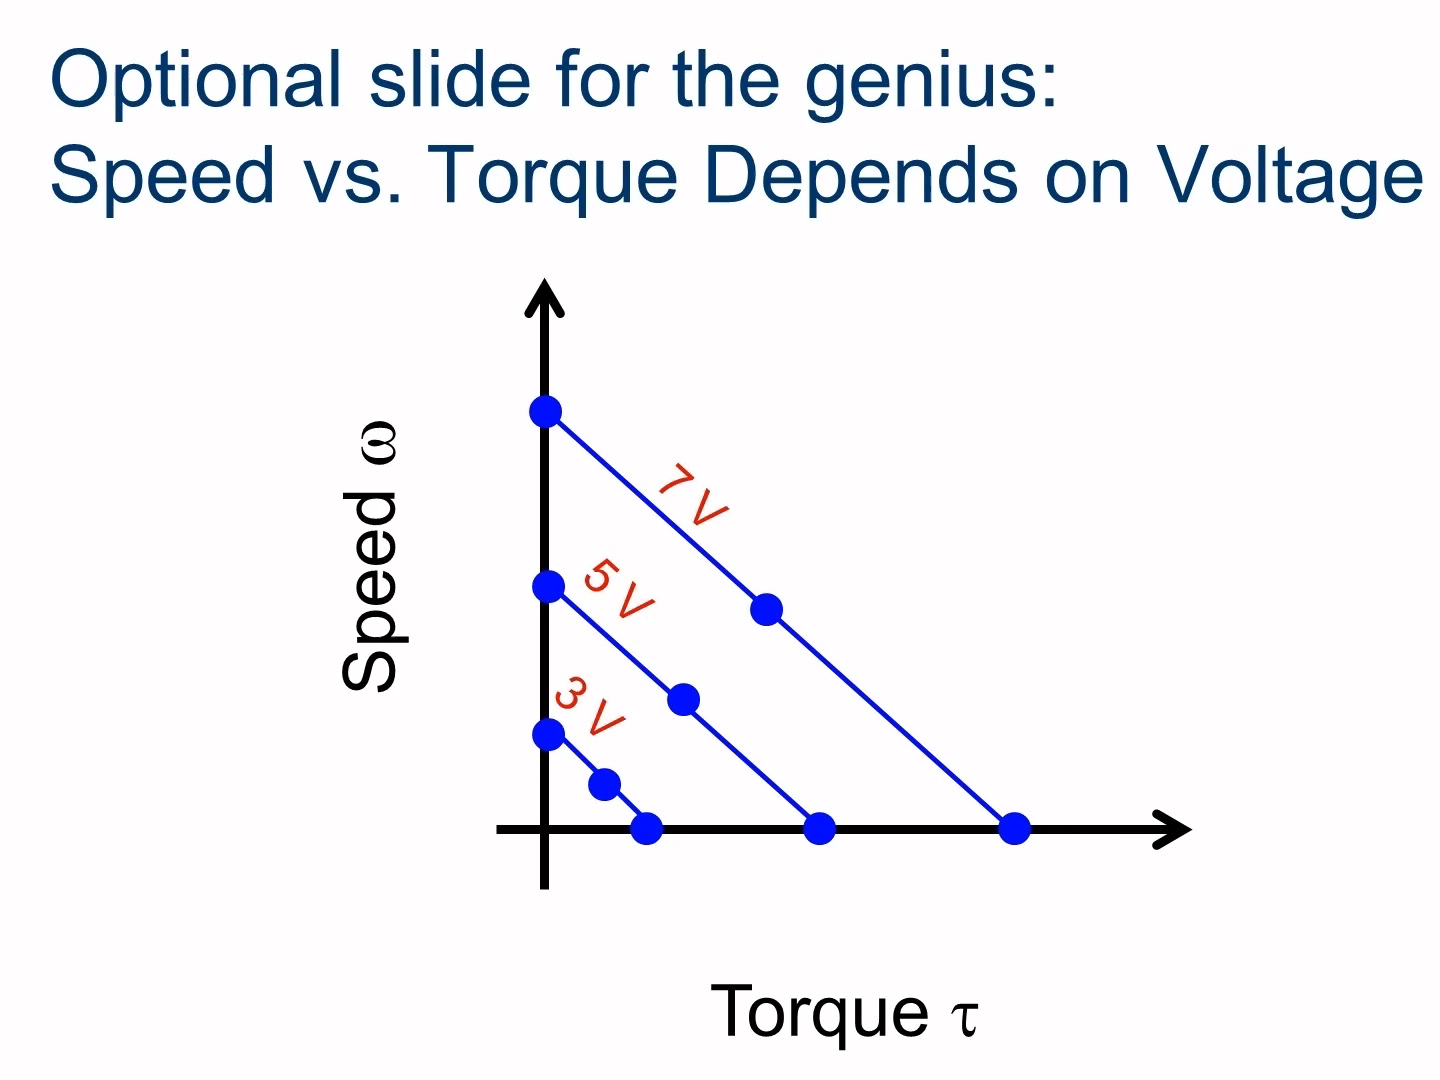 Optional slide for the genius:
Speed vs. Torque Depends on Voltage
Speed ω
7 V
5 V
3 V
Torque τ